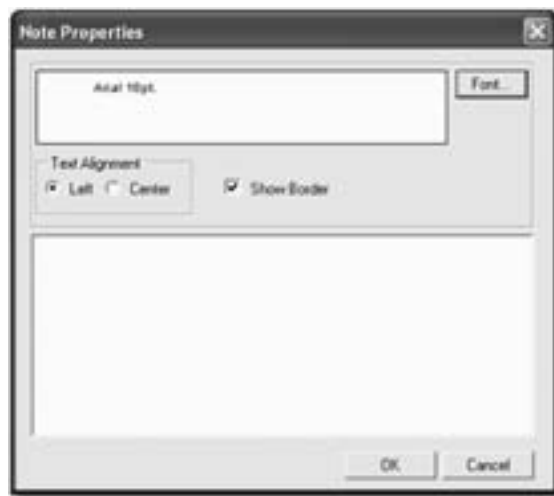 Note Properties
Arial 10pt.
Font...
Text Alignment
Left Center Show Border
OK Cancel